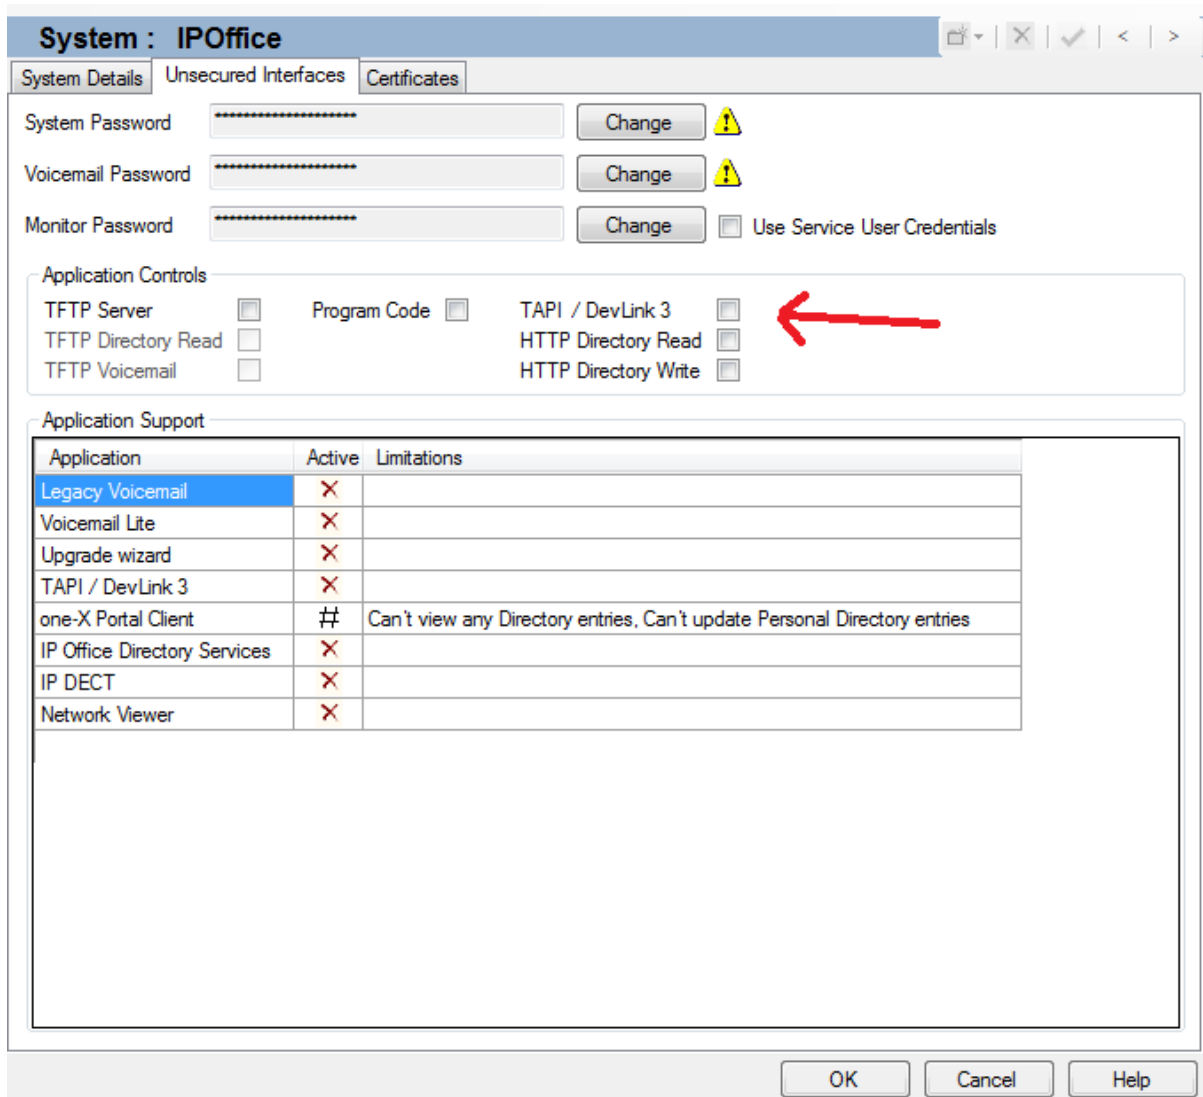 System : IPOffice
< >
System Details Unsecured Interfaces Certificates
System Password ******************** Change
Voicemail Password ******************** Change
Monitor Password ******************** Change Use Service User Credentials
Application Controls
TFTP Server Program Code TAPI / DevLink 3
TFTP Directory Read HTTP Directory Read
TFTP Voicemail HTTP Directory Write
Application Support
Application Active Limitations
Legacy Voicemail
Voicemail Lite
Upgrade wizard
TAPI / DevLink 3
one-X Portal Client # Can't view any Directory entries, Can't update Personal Directory entries
IP Office Directory Services
IP DECT
Network Viewer
OK Cancel Help